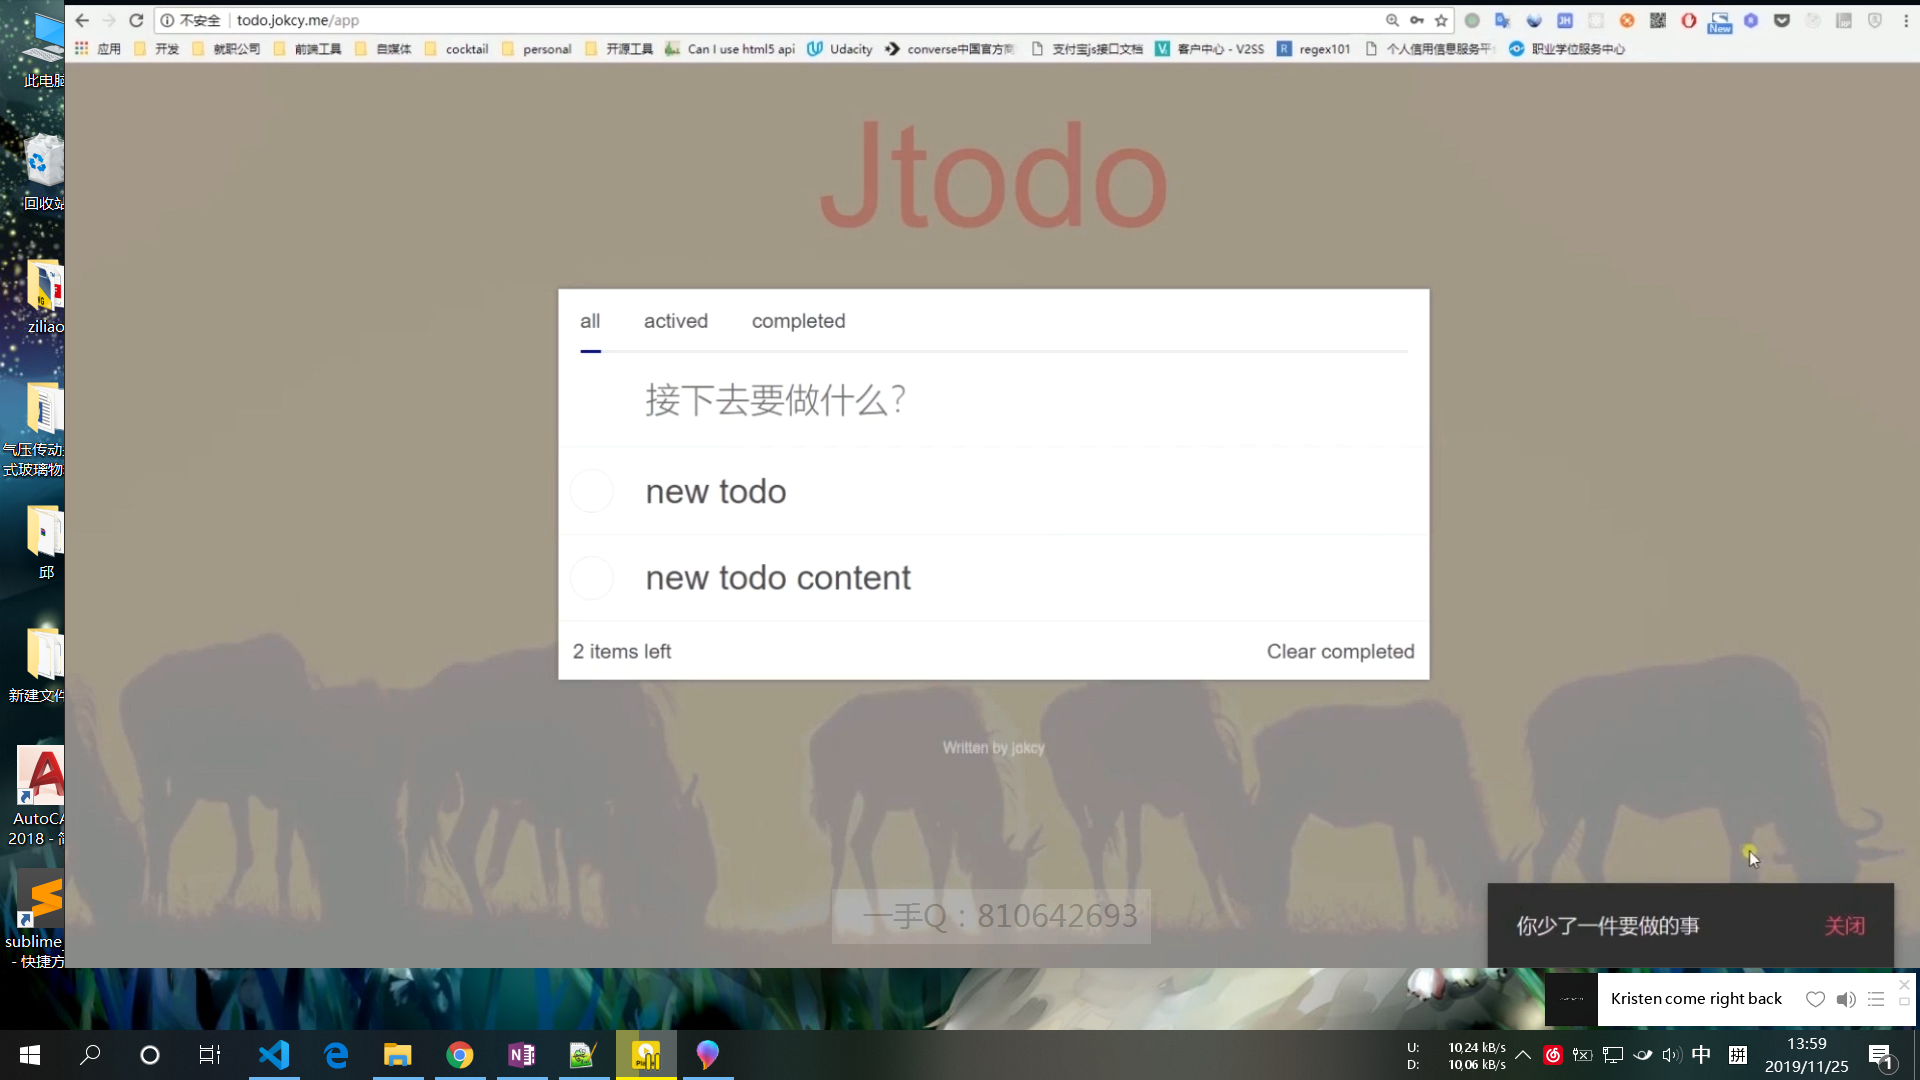 不安全 todo.jokcy.me/app
New
应用 开发 就职公司 前端工具 自媒体 cocktail personal 开源工具 Can I use html5 api Udacity converse中国官方商 支付宝js接口文档 客户中心 - V2SS regex101 个人信用信息服务平 职业学位服务中心
此电脑
回收站
ziliao
气压传动
式玻璃物
邱
新建文件
AutoCA
2018 - 简
sublime_
- 快捷方
Jtodo
all actived completed
接下去要做什么?
new todo
new todo content
2 items left Clear completed
Written by jokcy
一手Q：810642693
你少了一件要做的事 关闭
Kristen come right back
U: 10,24 kB/s
D: 10,06 kB/s
中 拼
13:59
2019/11/25
1